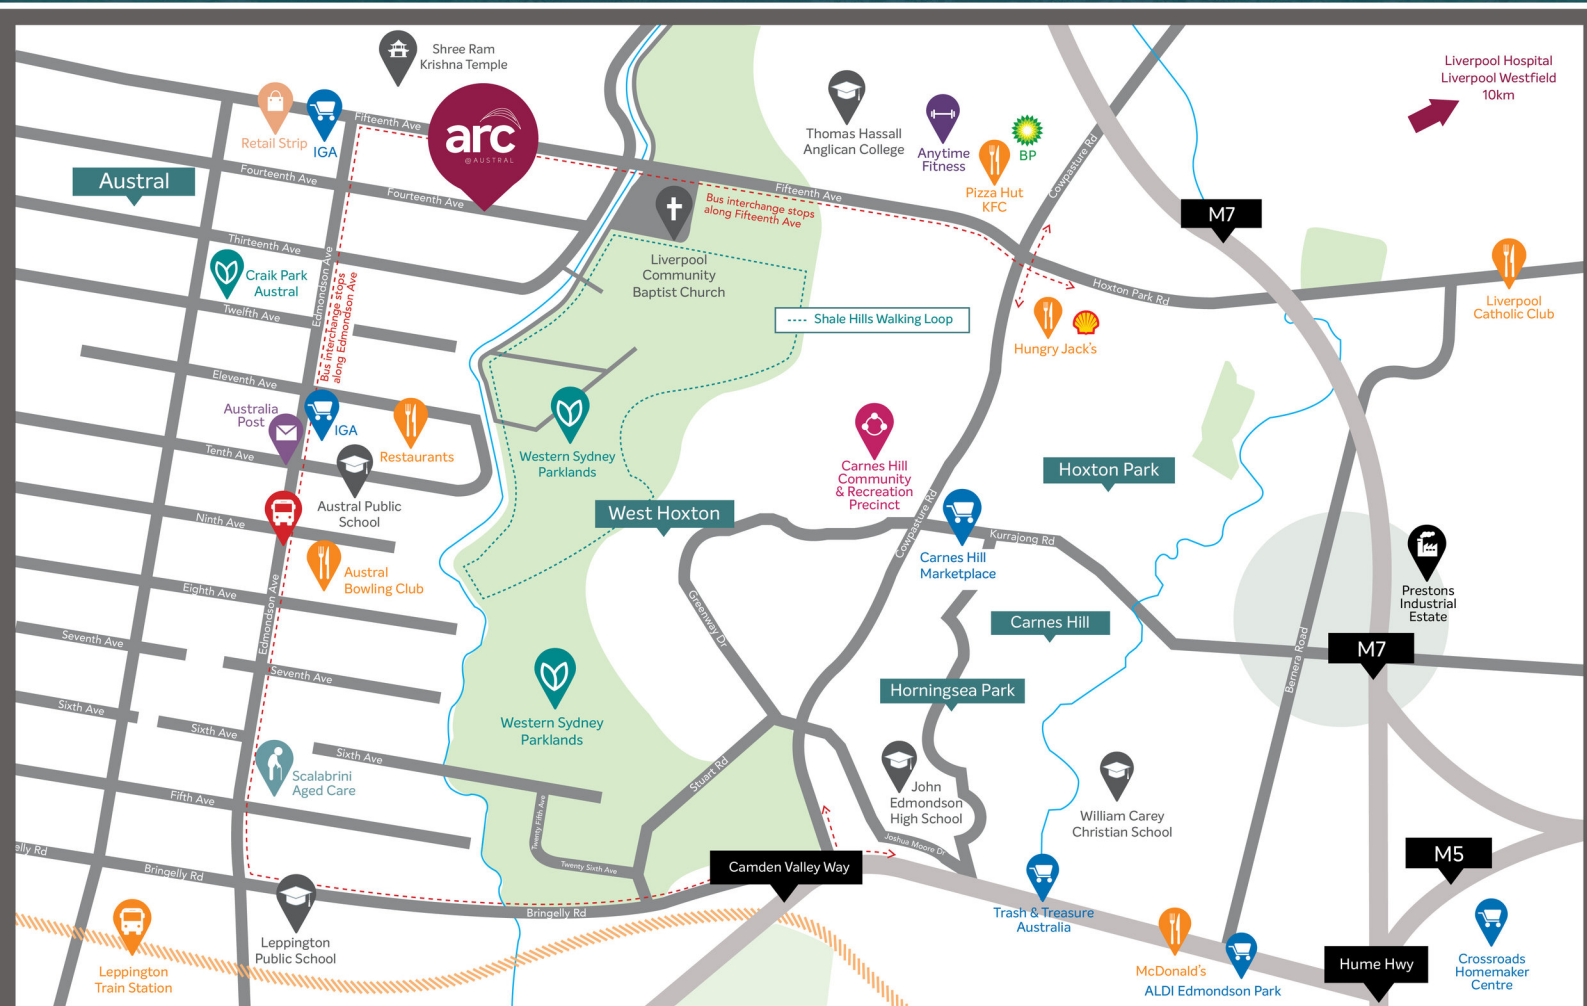 Shree Ram
Krishna Temple
Liverpool Hospital
Liverpool Westfield
10km
Retail Strip
IGA
Fifteenth Ave
arc
@ AUSTRAL
Thomas Hassall
Anglican College
Anytime
Fitness
BP
Pizza Hut
KFC
Cowpasture Rd
Austral
Fourteenth Ave
Fourteenth Ave
Fifteenth Ave
Bus interchange stops
along Fifteenth Ave
M7
Thirteenth Ave
Craik Park
Austral
Edmondson Ave
Bus interchange stops
along Edmondson Ave
Liverpool
Community
Baptist Church
Hoxton Park Rd
Liverpool
Catholic Club
Twelfth Ave
Shale Hills Walking Loop
Hungry Jack's
Eleventh Ave
Australia
Post
IGA
Restaurants
Tenth Ave
Western Sydney
Parklands
Carnes Hill
Community
& Recreation
Precinct
Hoxton Park
Austral Public
School
West Hoxton
Cowpasture Rd
Ninth Ave
Kurrajong Rd
Carnes Hill
Marketplace
Austral
Bowling Club
Eighth Ave
Prestons
Industrial
Estate
Greenway Dr
Carnes Hill
Edmondson Ave
Seventh Ave
Seventh Ave
Bernera Road
M7
Horningsea Park
Sixth Ave
Sixth Ave
Sixth Ave
Western Sydney
Parklands
Scalabrini
Aged Care
Stuart Rd
Fifth Ave
John
Edmondson
High School
William Carey
Christian School
Twenty Fifth Ave
Joshua Moore Dr
elly Rd
Bringelly Rd
Twenty Sixth Ave
Camden Valley Way
M5
Bringelly Rd
Trash & Treasure
Australia
Leppington
Public School
Leppington
Train Station
McDonald's
ALDI Edmondson Park
Hume Hwy
Crossroads
Homemaker
Centre